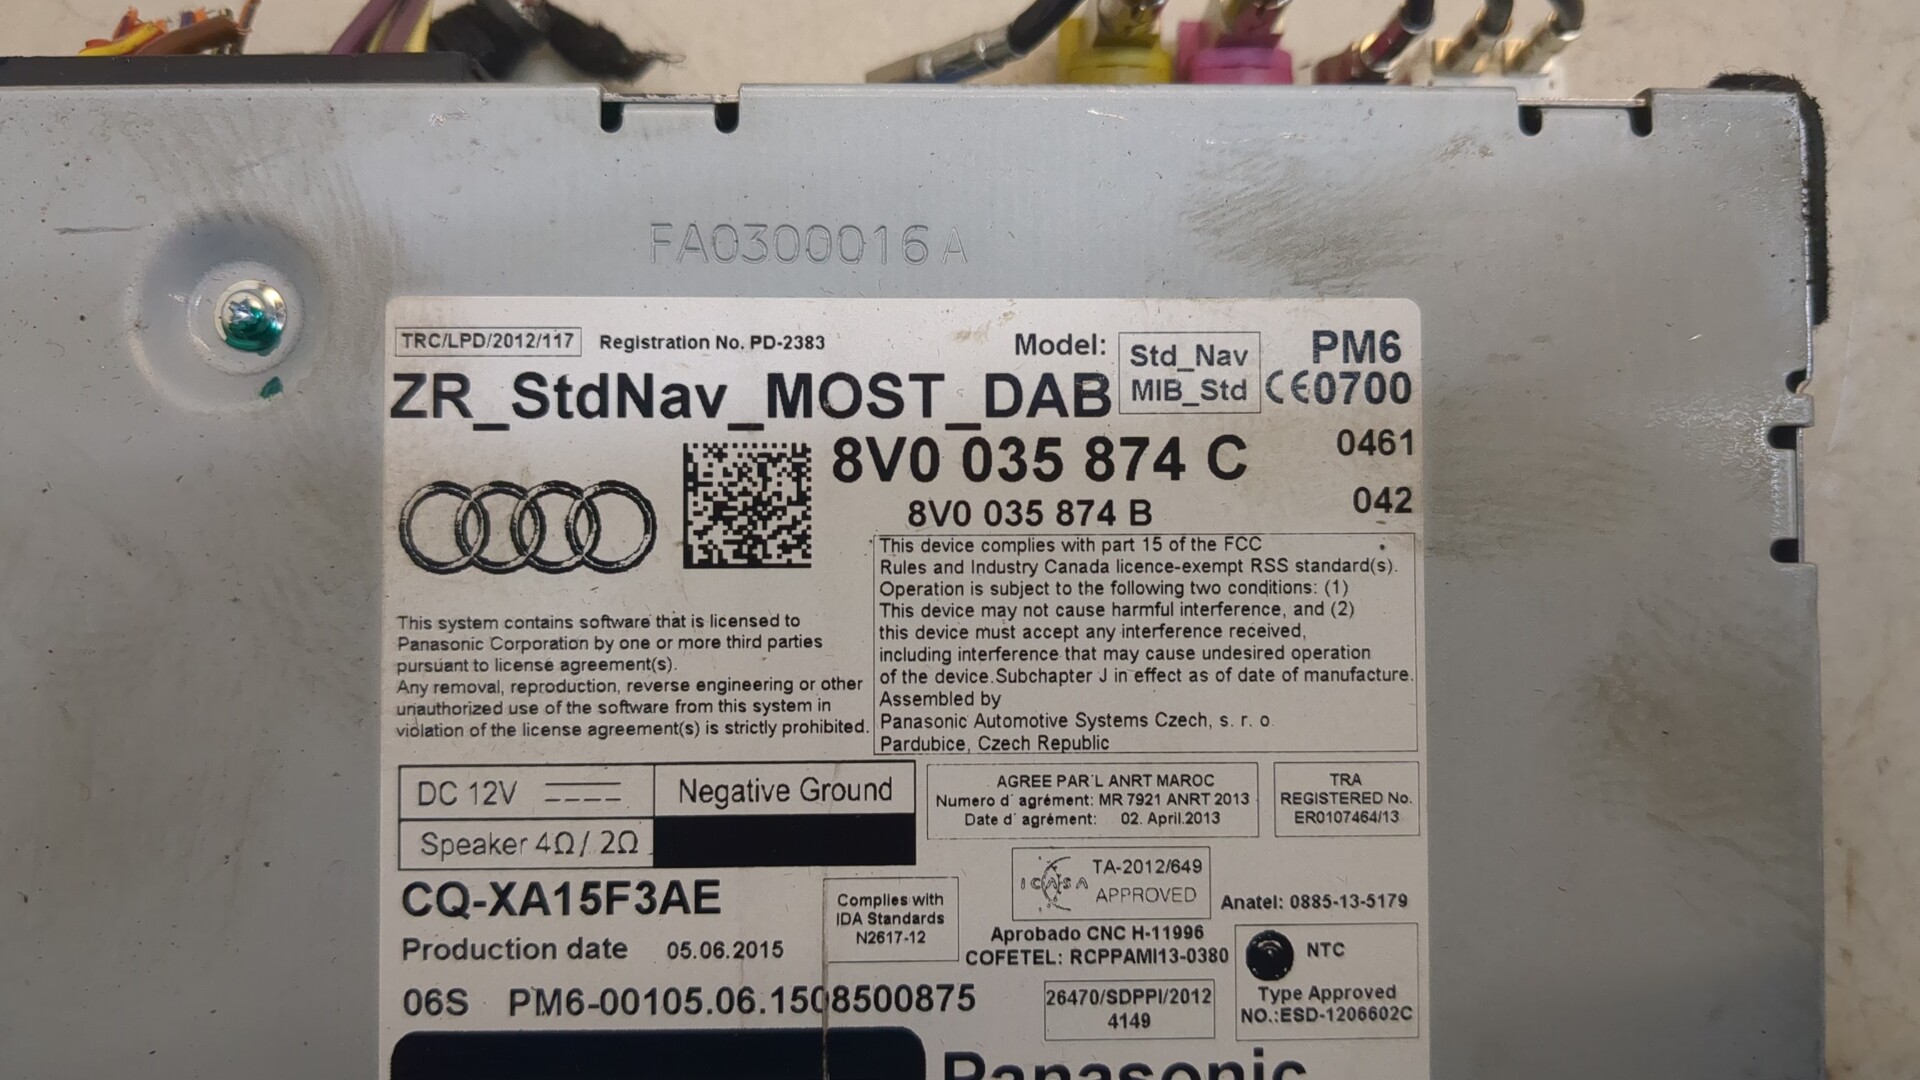 FA0300016A
TRC/LPD/2012/117 Registration No. PD-2383 Model: Std_Nav MIB_Std PM6
ZR_StdNav_MOST_DAB CE0700
8V0 035 874 C 0461
8V0 035 874 B 042
This device complies with part 15 of the FCC
Rules and Industry Canada licence-exempt RSS standard(s).
Operation is subject to the following two conditions: (1)
This device may not cause harmful interference, and (2)
this device must accept any interference received,
including interference that may cause undesired operation
of the device.Subchapter J in effect as of date of manufacture.
Assembled by
Panasonic Automotive Systems Czech, s. r. o.
Pardubice, Czech Republic
This system contains software that is licensed to
Panasonic Corporation by one or more third parties
pursuant to license agreement(s).
Any removal, reproduction, reverse engineering or other
unauthorized use of the software from this system in
violation of the license agreement(s) is strictly prohibited.
DC 12V Negative Ground
Speaker 4Ω/ 2Ω
AGREE PAR´L ANRT MAROC
Numero d´ agrément: MR 7921 ANRT 2013
Date d´ agrément: 02. April.2013
TRA
REGISTERED No.
ER0107464/13
ICASA TA-2012/649
APPROVED
Anatel: 0885-13-5179
CQ-XA15F3AE
Complies with
IDA Standards
N2617-12
Aprobado CNC H-11996
COFETEL: RCPPAMI13-0380
NTC
Type Approved
NO.:ESD-1206602C
Production date 05.06.2015
06S PM6-00105.06.1508500875
26470/SDPPI/2012
4149
Panasonic